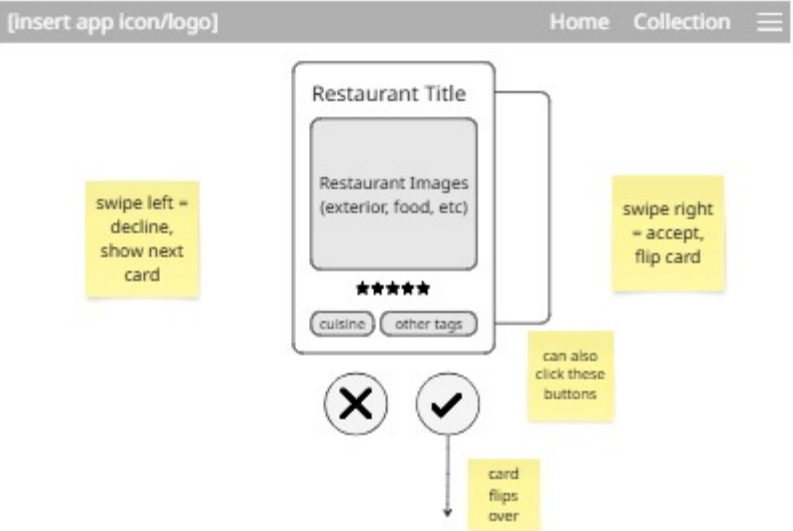 [insert app icon/logo] Home Collection
Restaurant Title
Restaurant Images
(exterior, food, etc)
cuisine other tags
swipe left =
decline,
show next
card
swipe right
= accept,
flip card
can also
click these
buttons
card
flips
over